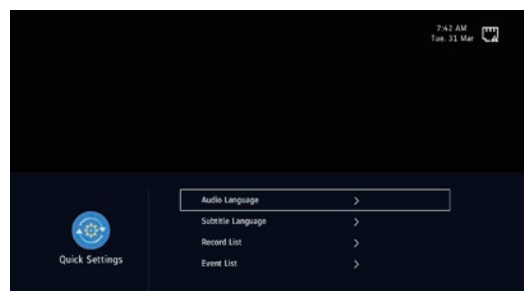 7:42 AM
Tue. 31 Mar
Audio Language
Subtitle Language
Record List
Event List
Quick Settings